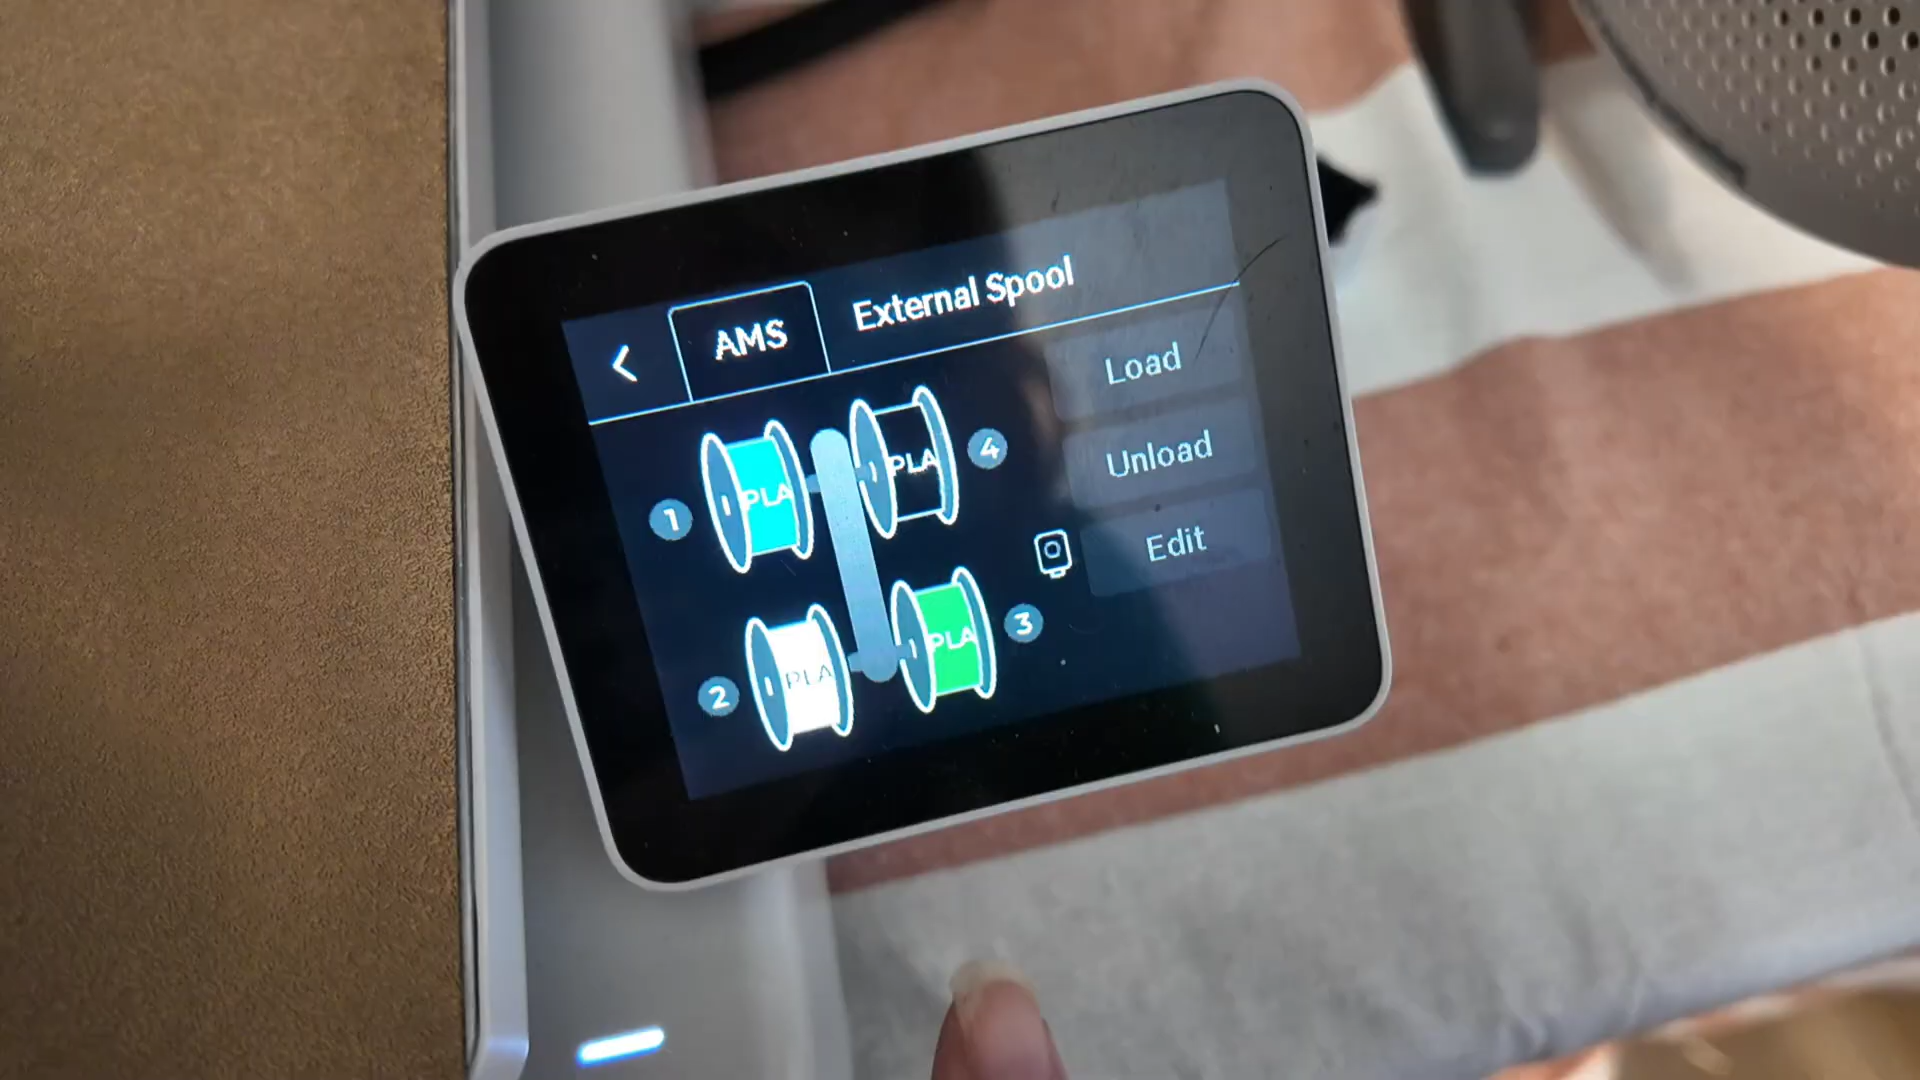 AMS
External Spool
1
PLA
PLA
4
2
PLA
PLA
3
Load
Unload
Edit